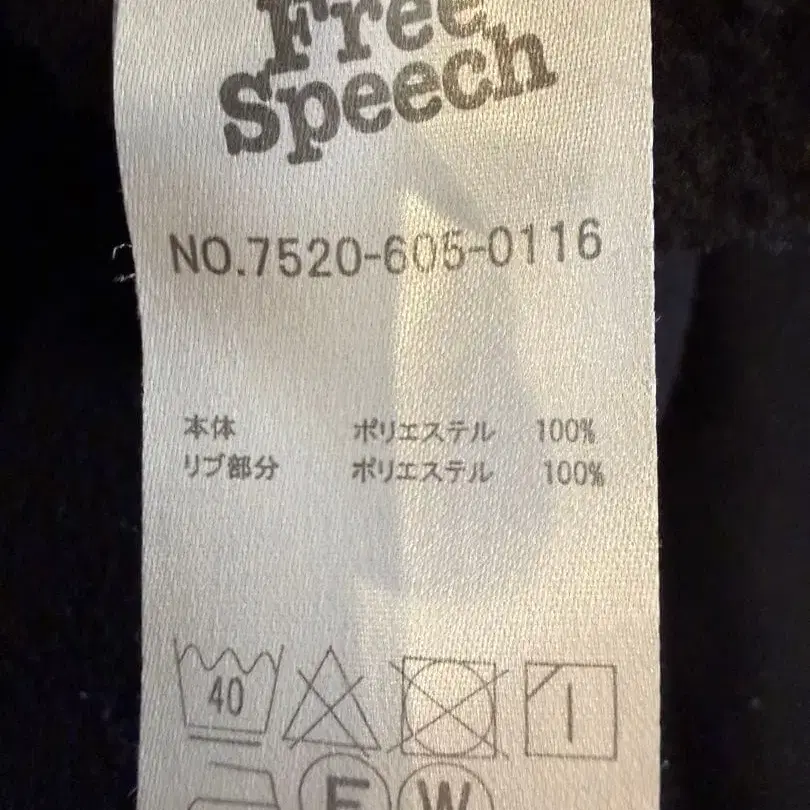 Free
Speech
NO.7520-605-0116
本体 ポリエステル 100%
リブ部分 ポリエステル 100%
40
F W